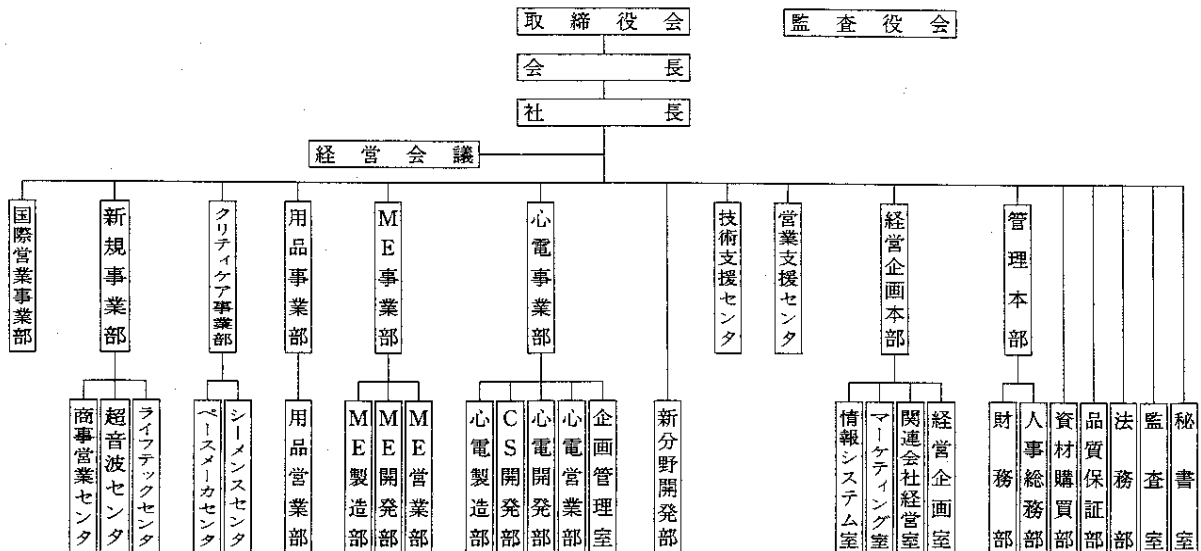 取締役会
監査役会
会長
社長
経営会議
国際営業事業部
新規事業部
クリティケア事業部
用品事業部
ME事業部
心電事業部
技術支援センタ
営業支援センタ
経営企画本部
管理本部
商事営業センタ
超音波センタ
ライフテックセンタ
ペースメーカセンタ
シーメンスセンタ
用品営業部
ME製造部
ME開発部
ME営業部
心電製造部
CS開発部
心電開発部
心電営業部
企画管理室
新分野開発部
情報システム室
マーケティング室
関連会社経営室
経営企画室
財務部
人事総務部
資材購買部
品質保証部
法務部
監査室
秘書室